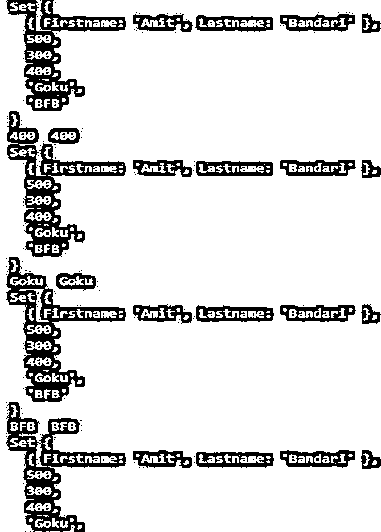 Set {
{ Firstname: 'Amit', Lastname: 'Bandari' },
500,
300,
400,
'Goku',
'BFB'
}
400 400
Set {
{ Firstname: 'Amit', Lastname: 'Bandari' },
500,
300,
400,
'Goku',
'BFB'
}
Goku Goku
Set {
{ Firstname: 'Amit', Lastname: 'Bandari' },
500,
300,
400,
'Goku',
'BFB'
}
BFB BFB
Set {
{ Firstname: 'Amit', Lastname: 'Bandari' },
500,
300,
400,
'Goku',